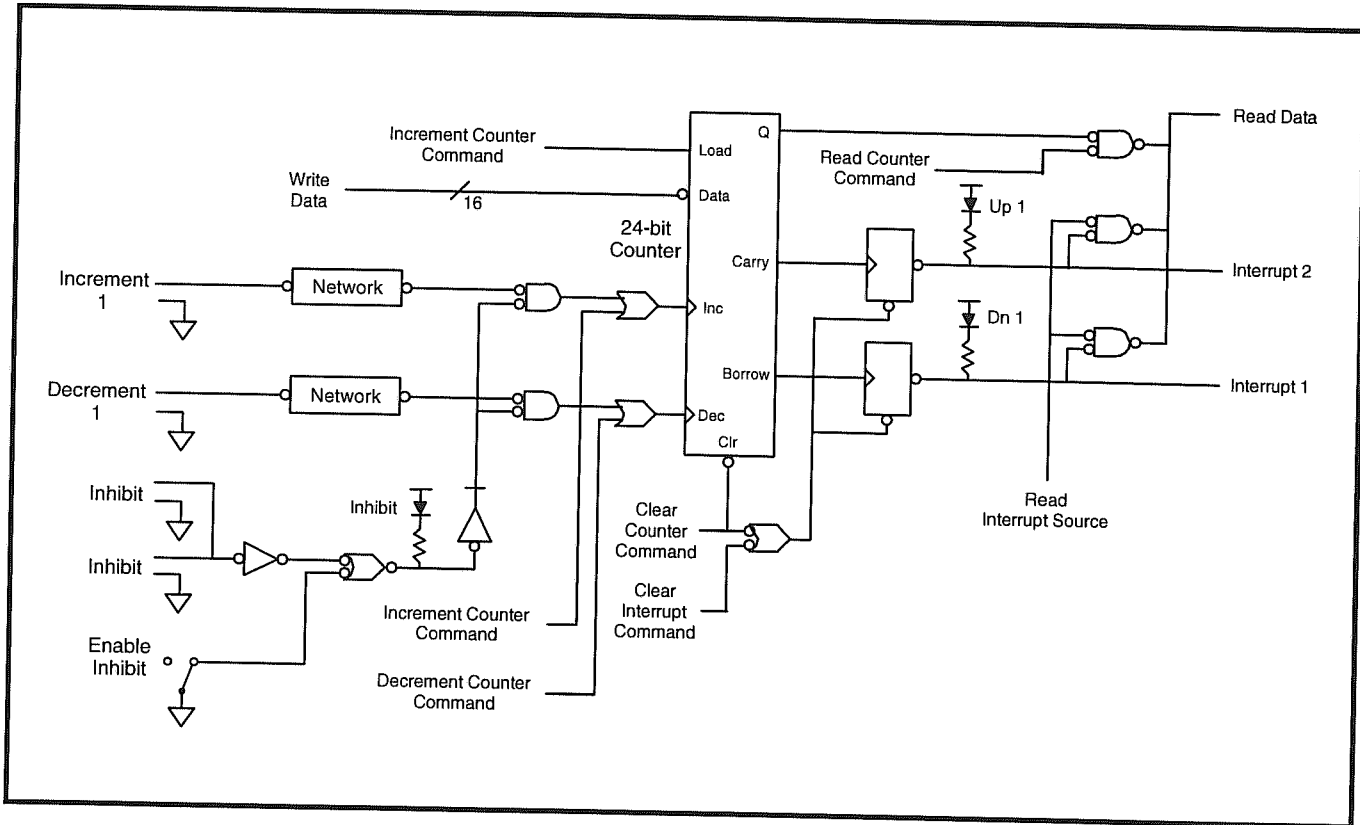 Increment Counter
Command
Write
Data
16
Load
Data
24-bit
Counter
Q
Carry
Inc
Borrow
Dec
Clr
Read Counter
Command
Read Data
Up 1
Interrupt 2
Dn 1
Interrupt 1
Read
Interrupt Source
Increment
1
Network
Decrement
1
Network
Inhibit
Inhibit
Inhibit
Enable
Inhibit
Increment Counter
Command
Decrement Counter
Command
Clear
Counter
Command
Clear
Interrupt
Command